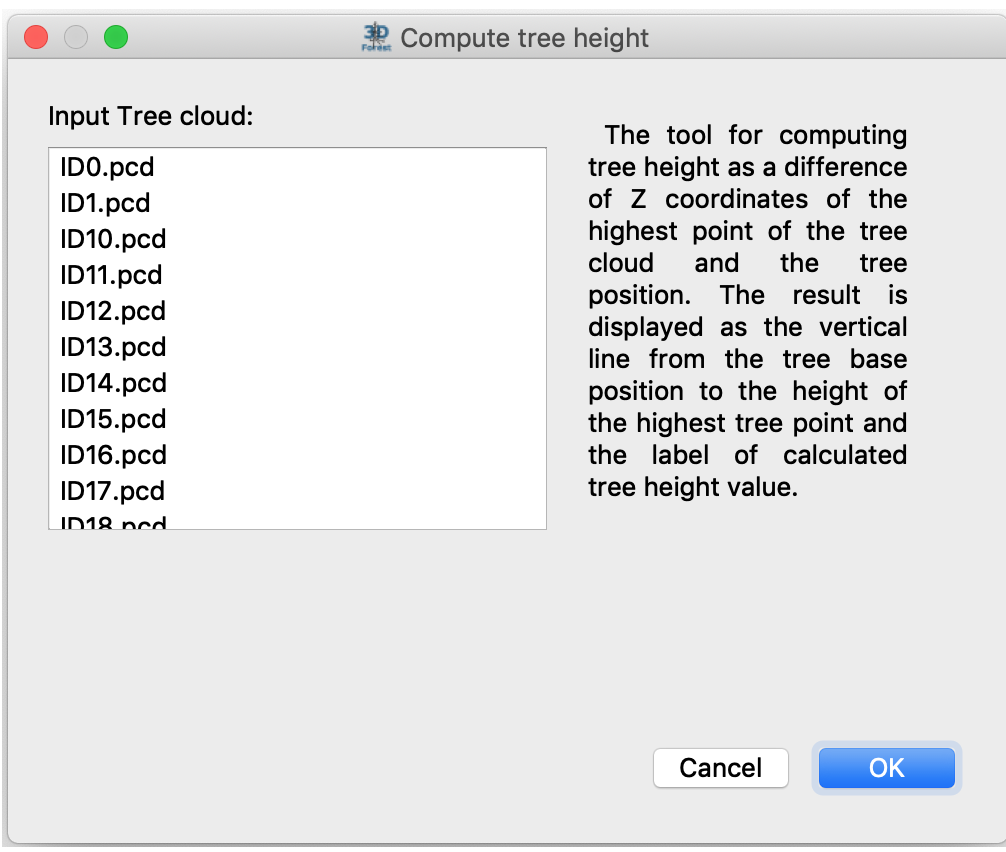 3D Forest
Compute tree height
Input Tree cloud:
ID0.pcd
ID1.pcd
ID10.pcd
ID11.pcd
ID12.pcd
ID13.pcd
ID14.pcd
ID15.pcd
ID16.pcd
ID17.pcd
ID18.pcd
The tool for computing
tree height as a difference
of Z coordinates of the
highest point of the tree
cloud and the tree
position. The result is
displayed as the vertical
line from the tree base
position to the height of
the highest tree point and
the label of calculated
tree height value.
Cancel
OK